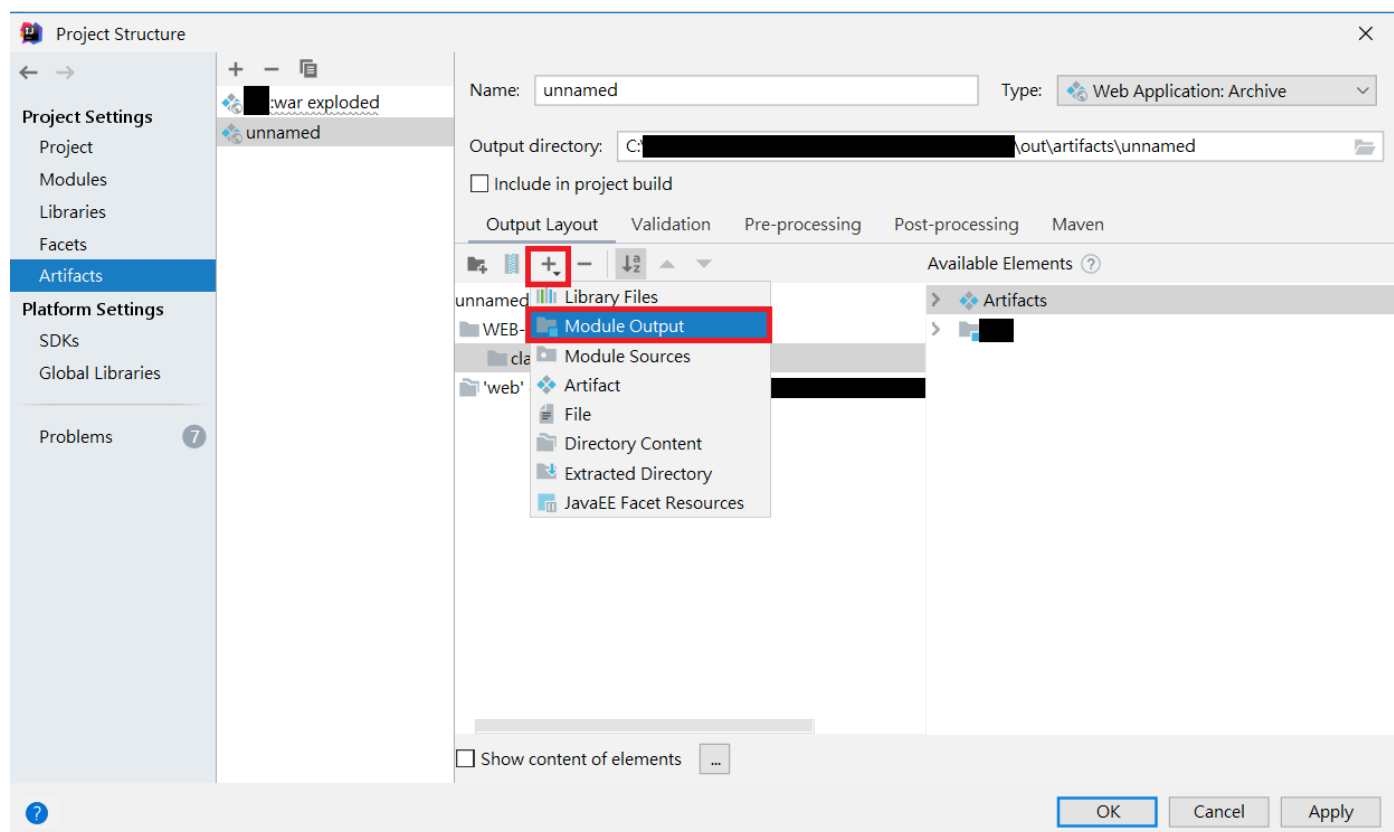 Project Structure
Project Settings
Project
Modules
Libraries
Facets
Artifacts
Platform Settings
SDKs
Global Libraries
Problems 7
:war exploded
unnamed
Name: unnamed Type: Web Application: Archive
Output directory: C:\ \out\artifacts\unnamed
Include in project build
Output Layout Validation Pre-processing Post-processing Maven
Available Elements ?
unnamed
WEB-
cla
'web'
Library Files
Module Output
Module Sources
Artifact
File
Directory Content
Extracted Directory
JavaEE Facet Resources
Artifacts
Show content of elements ...
? OK Cancel Apply